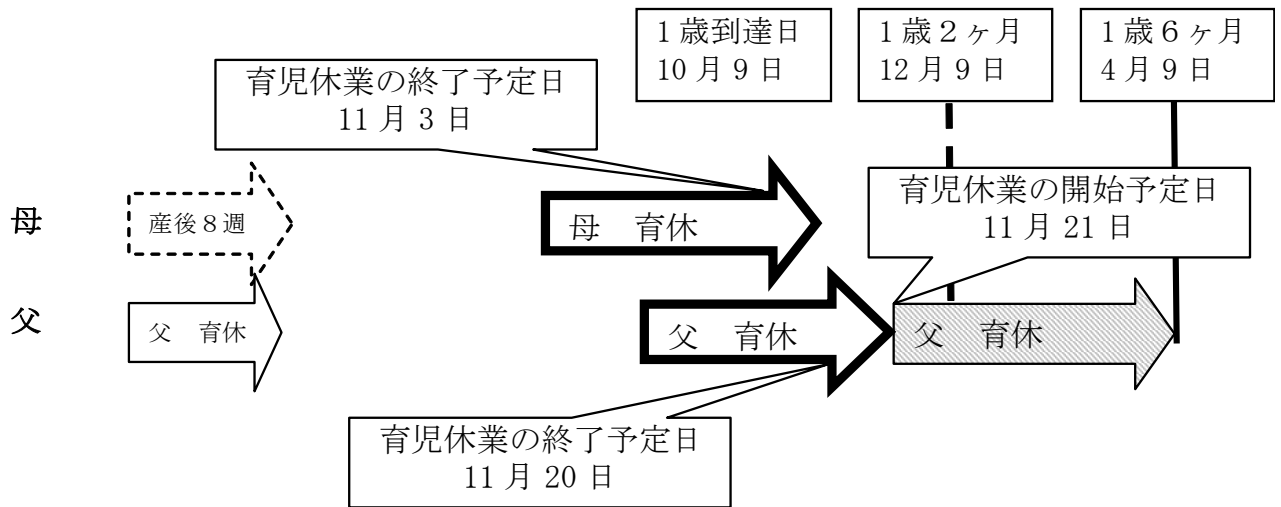 1歳到達日
10月9日
1歳2ヶ月
12月9日
1歳6ヶ月
4月9日
育児休業の終了予定日
11月3日
育児休業の開始予定日
11月21日
母
産後8週
母 育休
父
父 育休
父 育休
父 育休
育児休業の終了予定日
11月20日